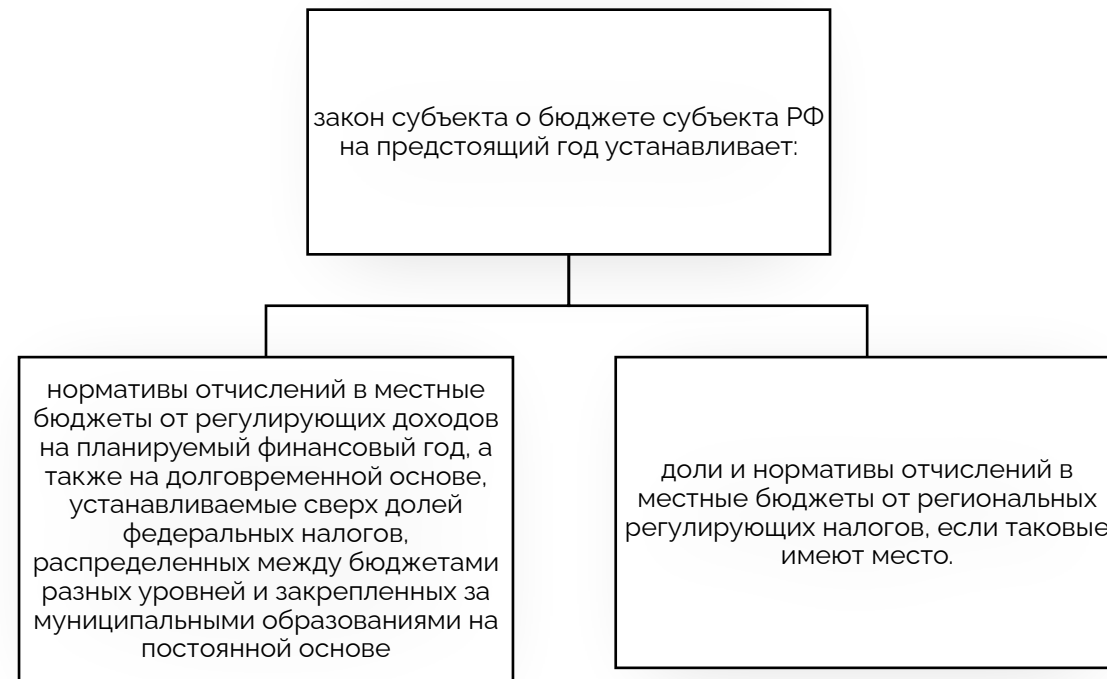 закон субъекта о бюджете субъекта РФ
на предстоящий год устанавливает:
нормативы отчислений в местные
бюджеты от регулирующих доходов
на планируемый финансовый год, а
также на долговременной основе,
устанавливаемые сверх долей
федеральных налогов,
распределенных между бюджетами
разных уровней и закрепленных за
муниципальными образованиями на
постоянной основе
доли и нормативы отчислений в
местные бюджеты от региональных
регулирующих налогов, если таковые
имеют место.